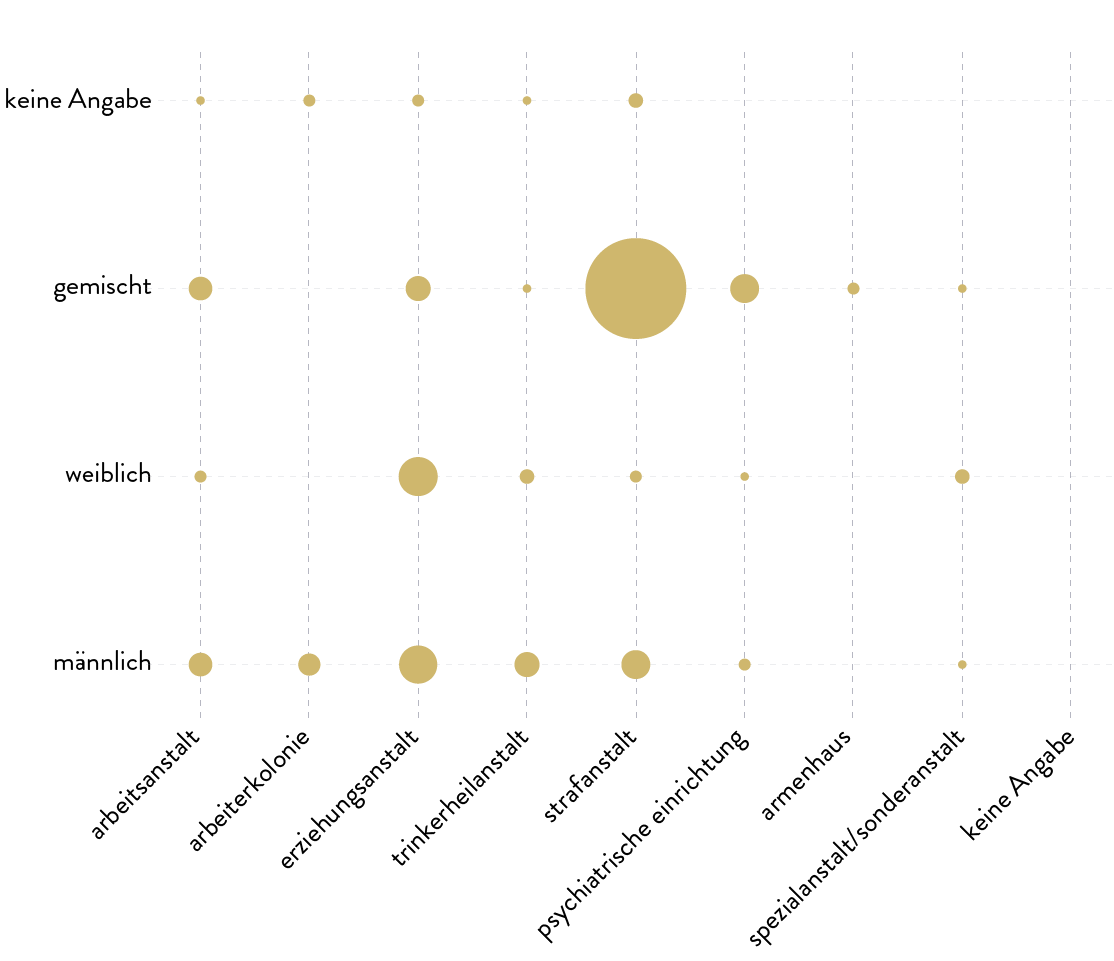 keine Angabe
gemischt
weiblich
männlich
arbeitsanstalt
arbeiterkolonie
erziehungsanstalt
trinkerheilanstalt
strafanstalt
psychiatrische einrichtung
armenhaus
spezialanstalt/sonderanstalt
keine Angabe